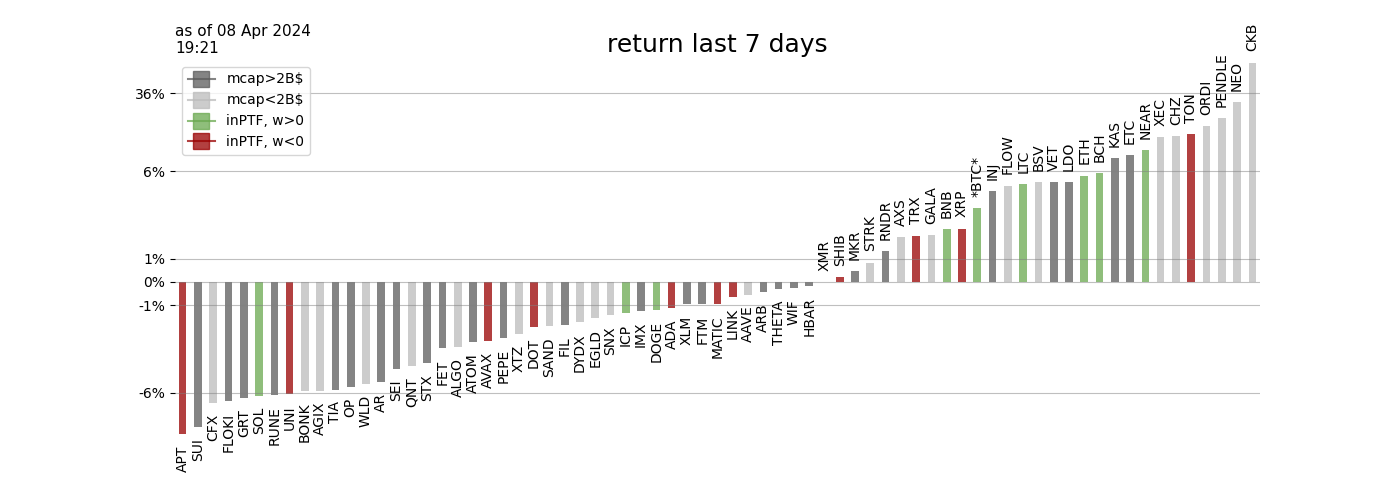 as of 08 Apr 2024
19:21
return last 7 days
mcap>2B$
mcap<2B$
inPTF, w>0
inPTF, w<0
36%
6%
1%
0%
-1%
-6%
APT
SUI
CFX
FLOKI
GRT
SOL
RUNE
UNI
BONK
AGIX
TIA
OP
WLD
AR
SEI
QNT
STX
FET
ALGO
ATOM
AVAX
PEPE
XTZ
DOT
SAND
FIL
DYDX
EGLD
SNX
ICP
IMX
DOGE
ADA
XLM
FTM
MATIC
LINK
AAVE
ARB
THETA
WIF
HBAR
XMR
SHIB
MKR
STRK
RNDR
AXS
TRX
GALA
BNB
XRP
*BTC*
INJ
FLOW
LTC
BSV
VET
LDO
ETH
BCH
KAS
ETC
NEAR
XEC
CHZ
TON
ORDI
PENDLE
NEO
CKB